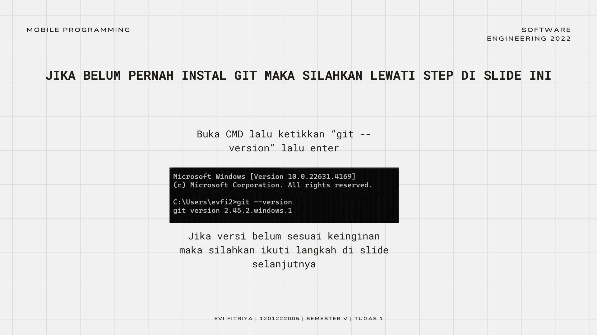 MOBILE PROGRAMMING
SOFTWARE
ENGINEERING 2022
JIKA BELUM PERNAH INSTAL GIT MAKA SILAHKAN LEWATI STEP DI SLIDE INI
Buka CMD lalu ketikkan “git --
version” lalu enter
Microsoft Windows [Version 10.0.22631.4169]
(c) Microsoft Corporation. All rights reserved.
C:\Users\evfi2>git --version
git version 2.45.2.windows.1
Jika versi belum sesuai keinginan
maka silahkan ikuti langkah di slide
selanjutnya
EVI FITRIYA | 1201222005 | SEMESTER V | TUGAS 1